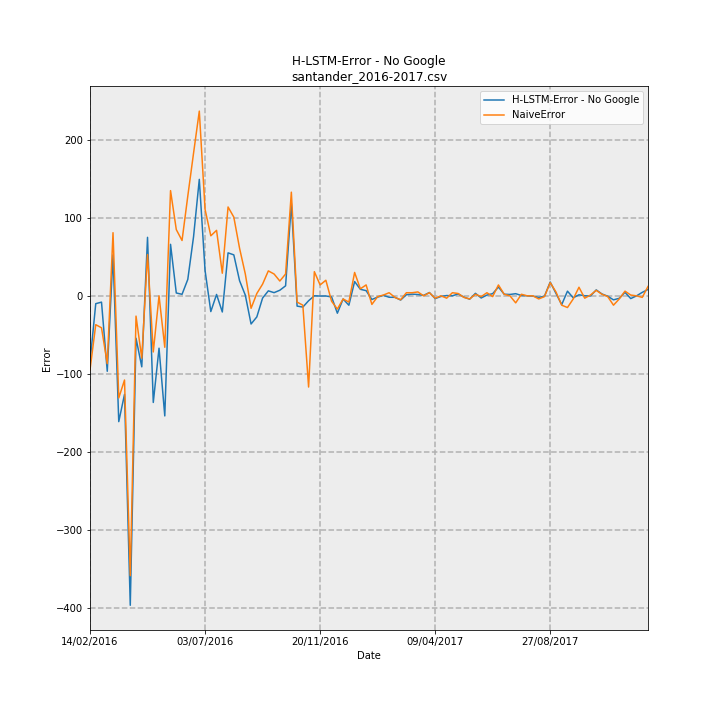 H-LSTM-Error - No Google
santander_2016-2017.csv
H-LSTM-Error - No Google
NaiveError
200
100
0
−100
−200
−300
−400
Error
14/02/2016
03/07/2016
20/11/2016
09/04/2017
27/08/2017
Date